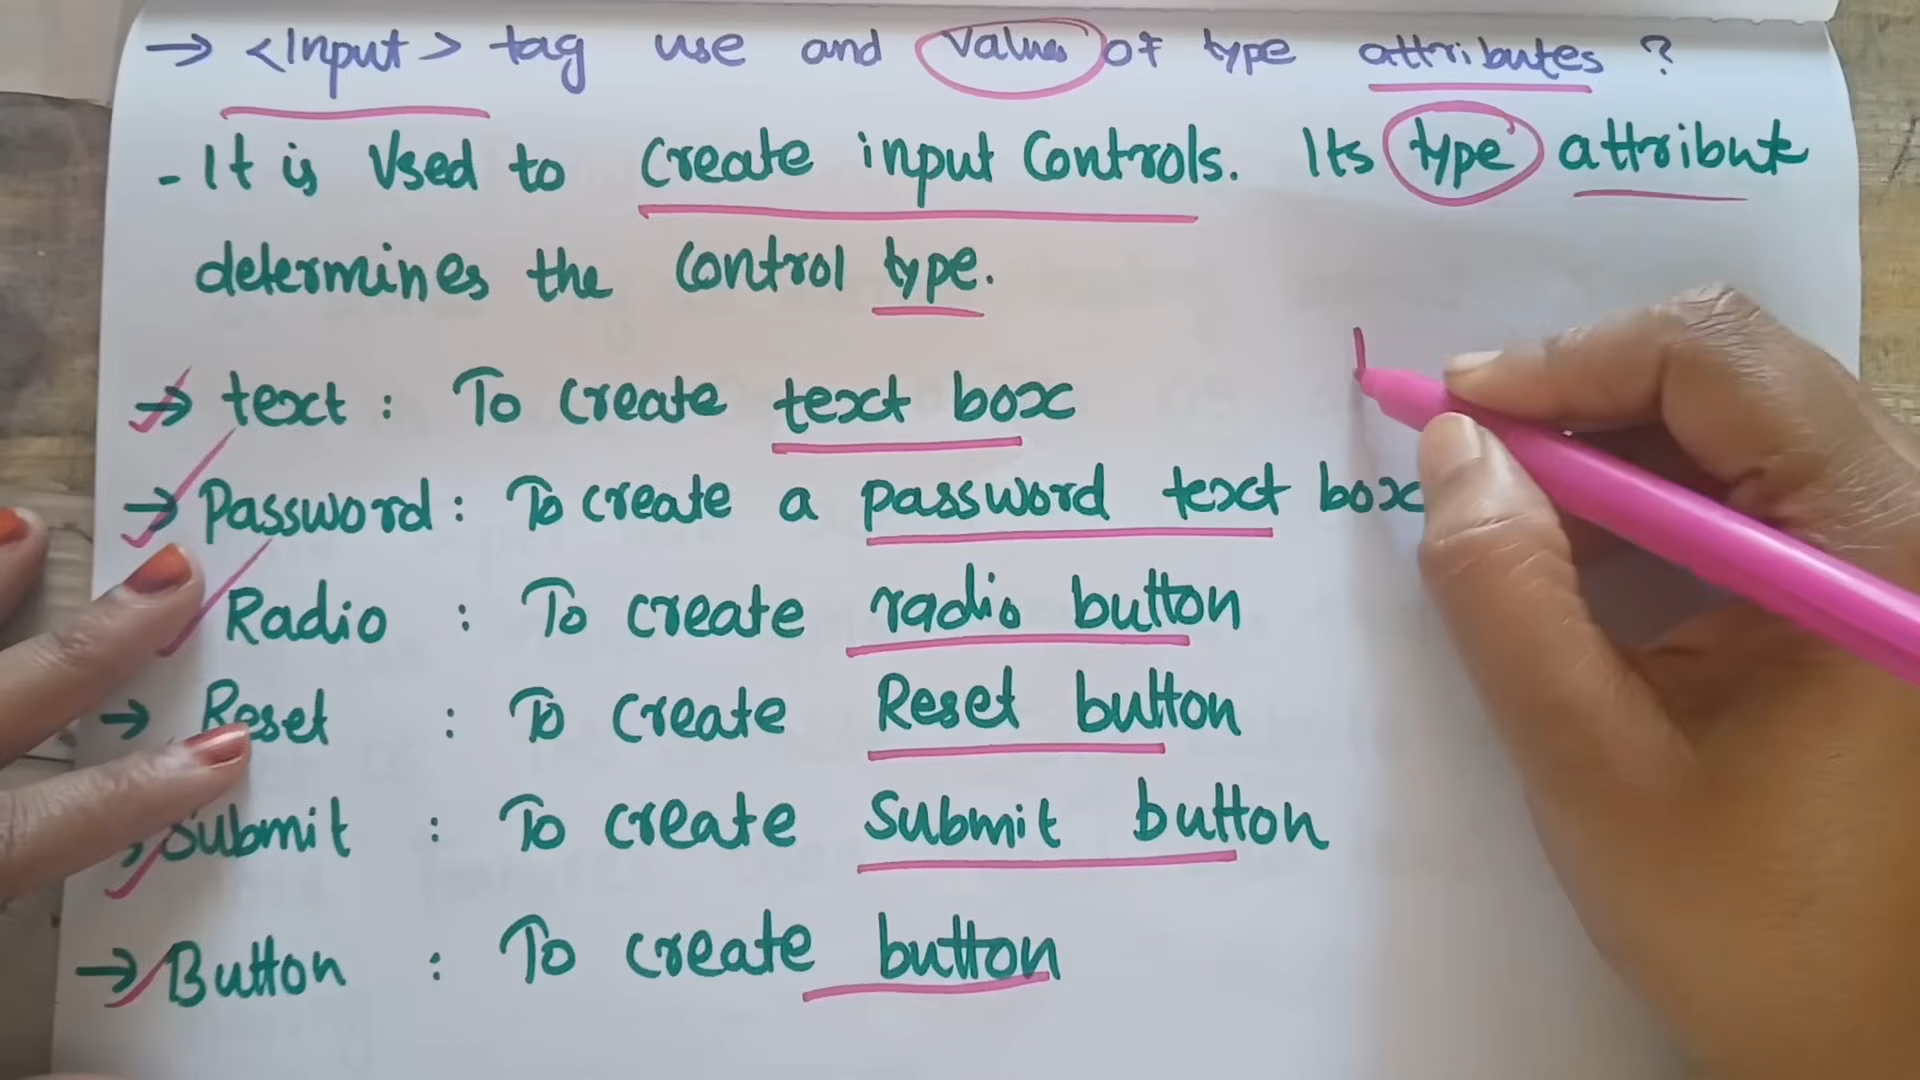 → <Input> tag use and values of type attributes ?
- It is Used to create input Controls. Its type attribute
determines the control type.
→ text : To create text box
→ Password : To create a password text box
Radio : To create radio button
→ Reset : To create Reset button
Submit : To create Submit button
→ Button : To create button